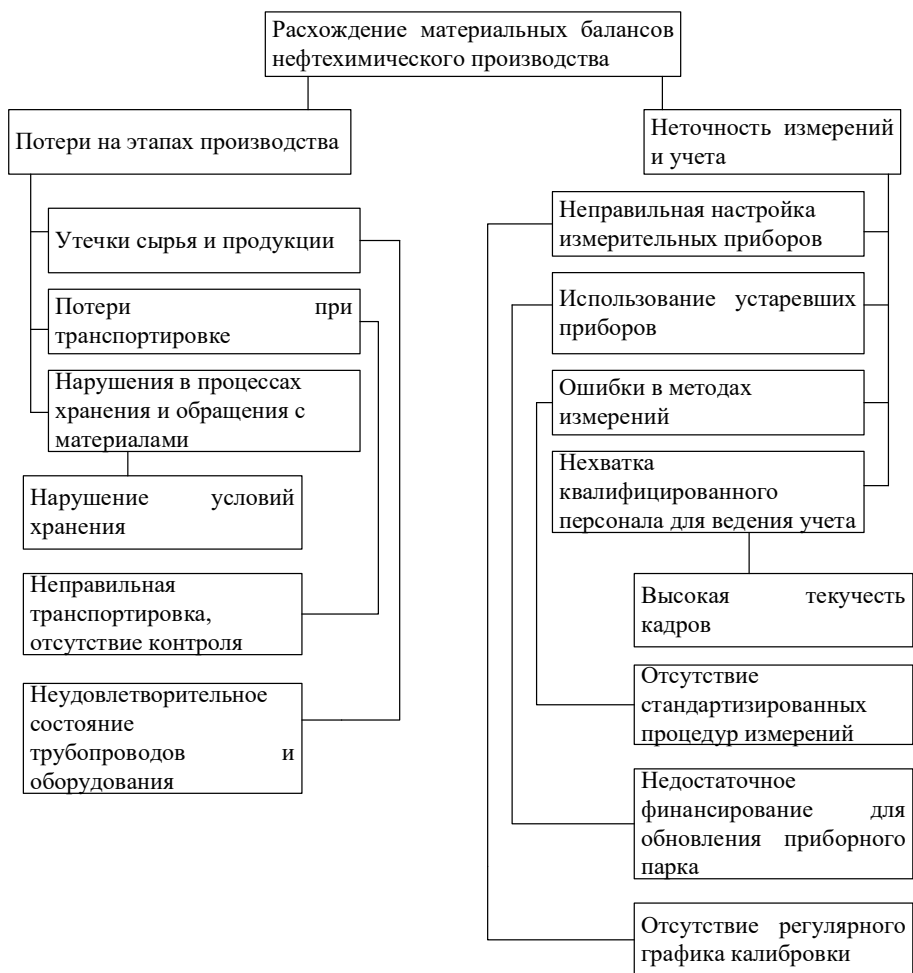 Расхождение материальных балансов
нефтехимического производства
Потери на этапах производства
Неточность измерений
и учета
Утечки сырья и продукции
Потери при
транспортировке
Нарушения в процессах
хранения и обращения с
материалами
Нарушение условий
хранения
Неправильная
транспортировка,
отсутствие контроля
Неудовлетворительное
состояние
трубопроводов и
оборудования
Неправильная настройка
измерительных приборов
Использование устаревших
приборов
Ошибки в методах
измерений
Нехватка
квалифицированного
персонала для ведения учета
Высокая текучесть
кадров
Отсутствие
стандартизированных
процедур измерений
Недостаточное
финансирование для
обновления приборного
парка
Отсутствие регулярного
графика калибровки